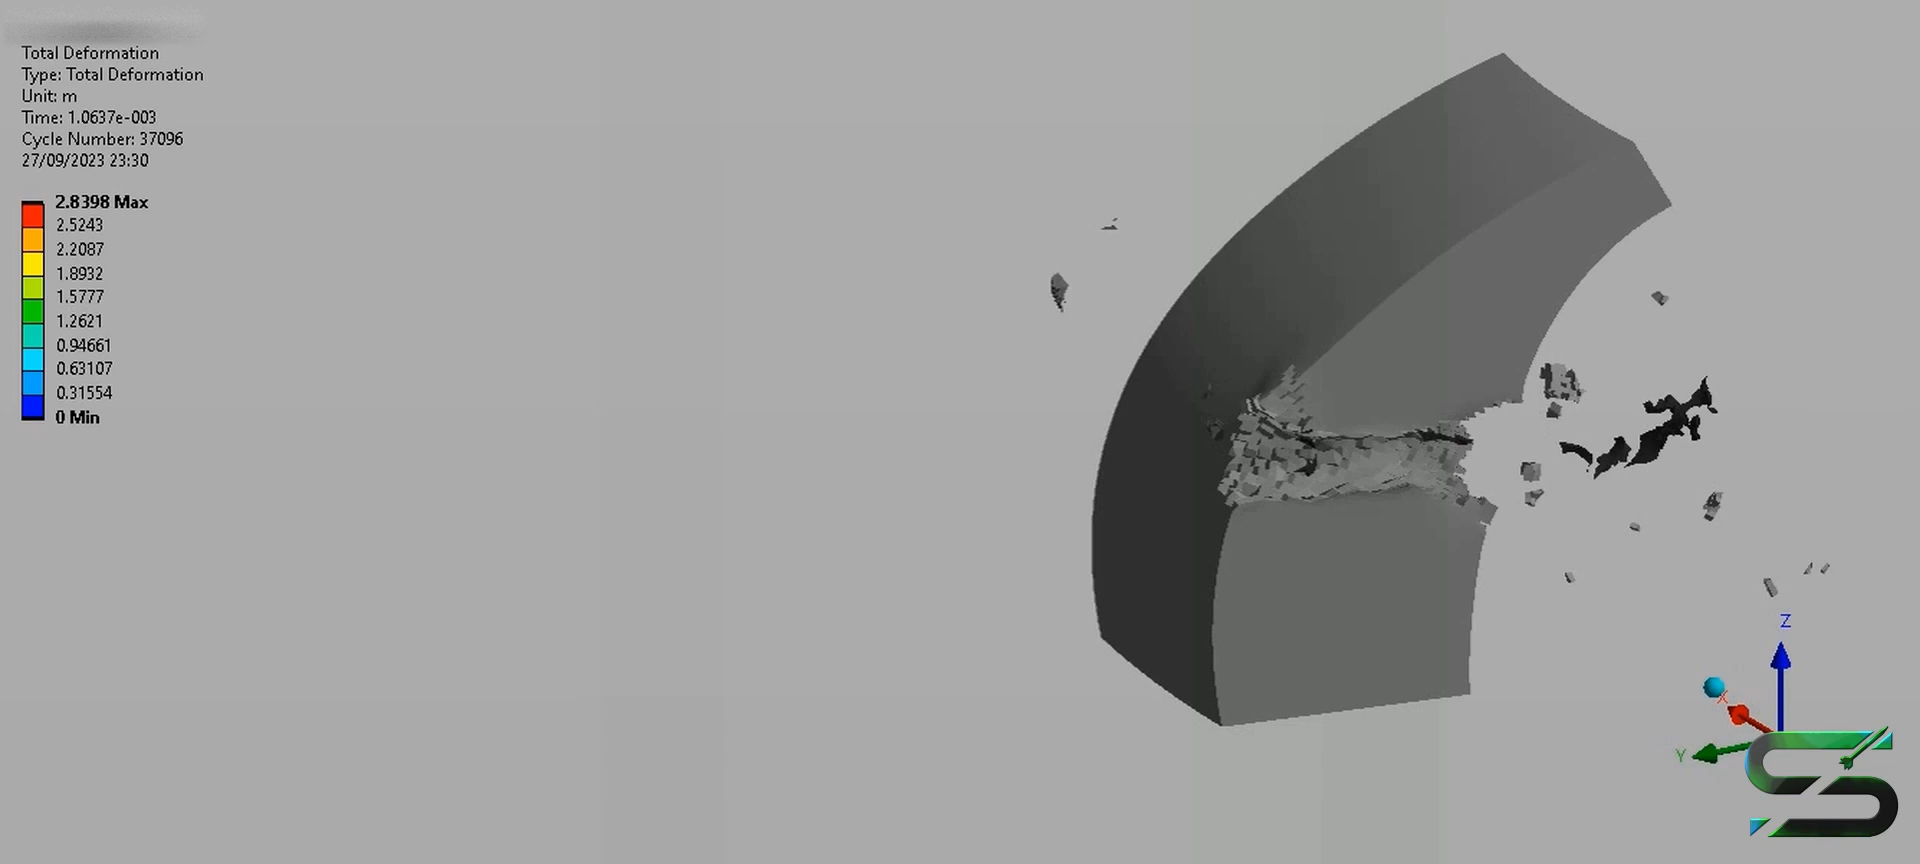 Total Deformation
Type: Total Deformation
Unit: m
Time: 1.0637e-003
Cycle Number: 37096
27/09/2023 23:30
2.8398 Max
2.5243
2.2087
1.8932
1.5777
1.2621
0.94661
0.63107
0.31554
0 Min
Z
X
Y